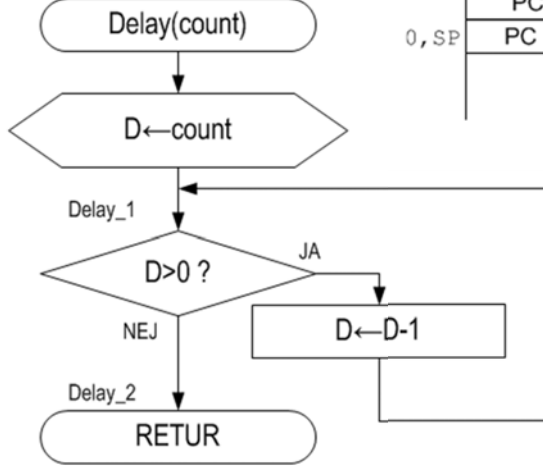 Delay(count)
PC
0,SP PC
D←count
Delay_1
D>0 ?
JA
NEJ
D←D-1
Delay_2
RETUR